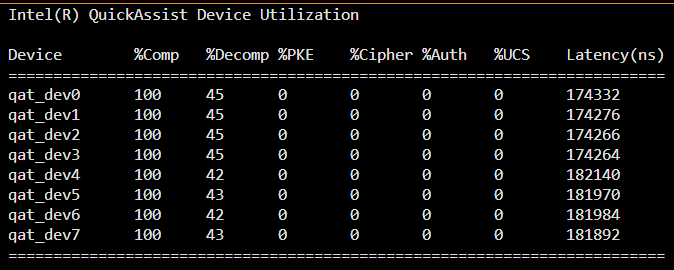 Intel(R) QuickAssist Device Utilization
Device %Comp %Decomp %PKE %Cipher %Auth %UCS Latency(ns)
=========================================================================
qat_dev0 100 45 0 0 0 0 174332
qat_dev1 100 45 0 0 0 0 174276
qat_dev2 100 45 0 0 0 0 174266
qat_dev3 100 45 0 0 0 0 174264
qat_dev4 100 42 0 0 0 0 182140
qat_dev5 100 43 0 0 0 0 181970
qat_dev6 100 42 0 0 0 0 181984
qat_dev7 100 43 0 0 0 0 181892
=========================================================================